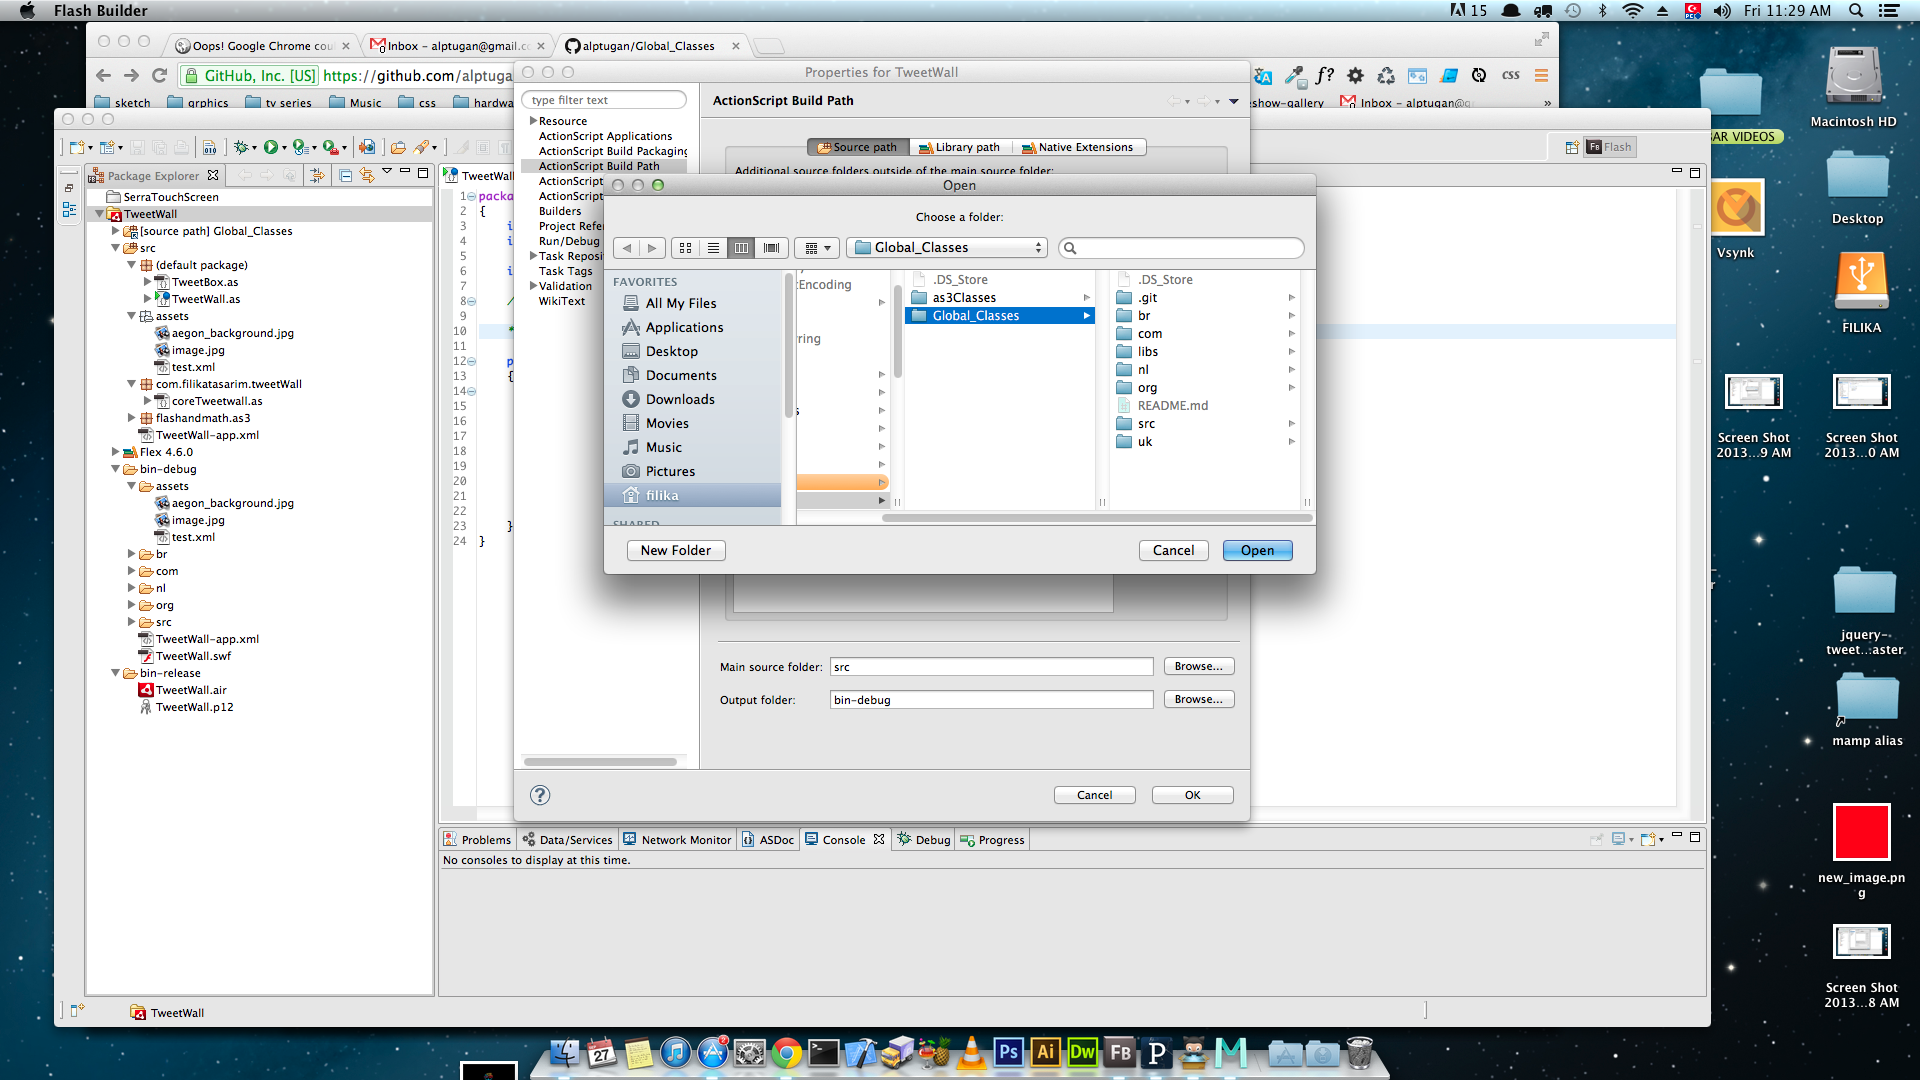 Flash Builder
15
Fri 11:29 AM
Oops! Google Chrome cou
Inbox – alptugan@gmail.c
alptugan/Global_Classes
GitHub, Inc. [US]
https://github.com/alptuga
CSS
sketch
grphics
tv series
Music
css
hardwa
eshow-gallery
Inbox – alptugan@g
»
Properties for TweetWall
type filter text
ActionScript Build Path
Resource
ActionScript Applications
ActionScript Build Packaging
ActionScript Build Path
ActionScript
ActionScript
Builders
Project Refe
Run/Debug
Task Reposi
Task Tags
Validation
WikiText
Source path
Library path
Native Extensions
Additional source folders outside of the main source folder:
Main source folder:
src
Browse...
Output folder:
bin-debug
Browse...
Cancel
OK
Open
Choose a folder:
Global_Classes
FAVORITES
All My Files
Applications
Desktop
Documents
Downloads
Movies
Music
Pictures
filika
SHARED
Encoding
ring
s
.DS_Store
as3Classes
Global_Classes
.DS_Store
.git
br
com
libs
nl
org
README.md
src
uk
New Folder
Cancel
Open
Package Explorer
SerraTouchScreen
TweetWall
[source path] Global_Classes
src
(default package)
TweetBox.as
TweetWall.as
assets
aegon_background.jpg
image.jpg
test.xml
com.filikatasarim.tweetWall
coreTweetwall.as
flashandmath.as3
TweetWall-app.xml
Flex 4.6.0
bin-debug
assets
aegon_background.jpg
image.jpg
test.xml
br
com
nl
org
src
TweetWall-app.xml
TweetWall.swf
bin-release
TweetWall.air
TweetWall.p12
TweetWall
Flash
TweetWall
1 packa
2 {
3 i
4 i
5
6 i
7
8 /
9
10 *
11
12 p
13 {
14
15
16
17
18
19
20
21
22
23 }
24 }
Problems
Data/Services
Network Monitor
ASDoc
Console
Debug
Progress
No consoles to display at this time.
Macintosh HD
BAR VIDEOS
Desktop
Vsynk
FILIKA
Screen Shot
2013...9 AM
Screen Shot
2013...0 AM
jquery-
tweet...aster
mamp alias
new_image.pn
g
Screen Shot
2013...8 AM
27
2
Ps
Ai
Dw
FB
P
M